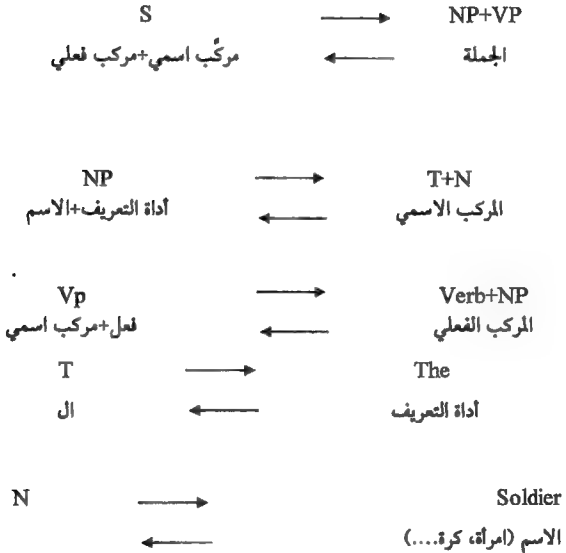 S → NP+VP
الجملة ← مركَّب اسمي+مركب فعلي
NP → T+N
المركب الاسمي ← أداة التعريف+الاسم
Vp → Verb+NP
المركب الفعلي ← فعل+مركب اسمي
T → The
أداة التعريف ← ال
N → Soldier
الاسم (امرأة، كرة....) ←